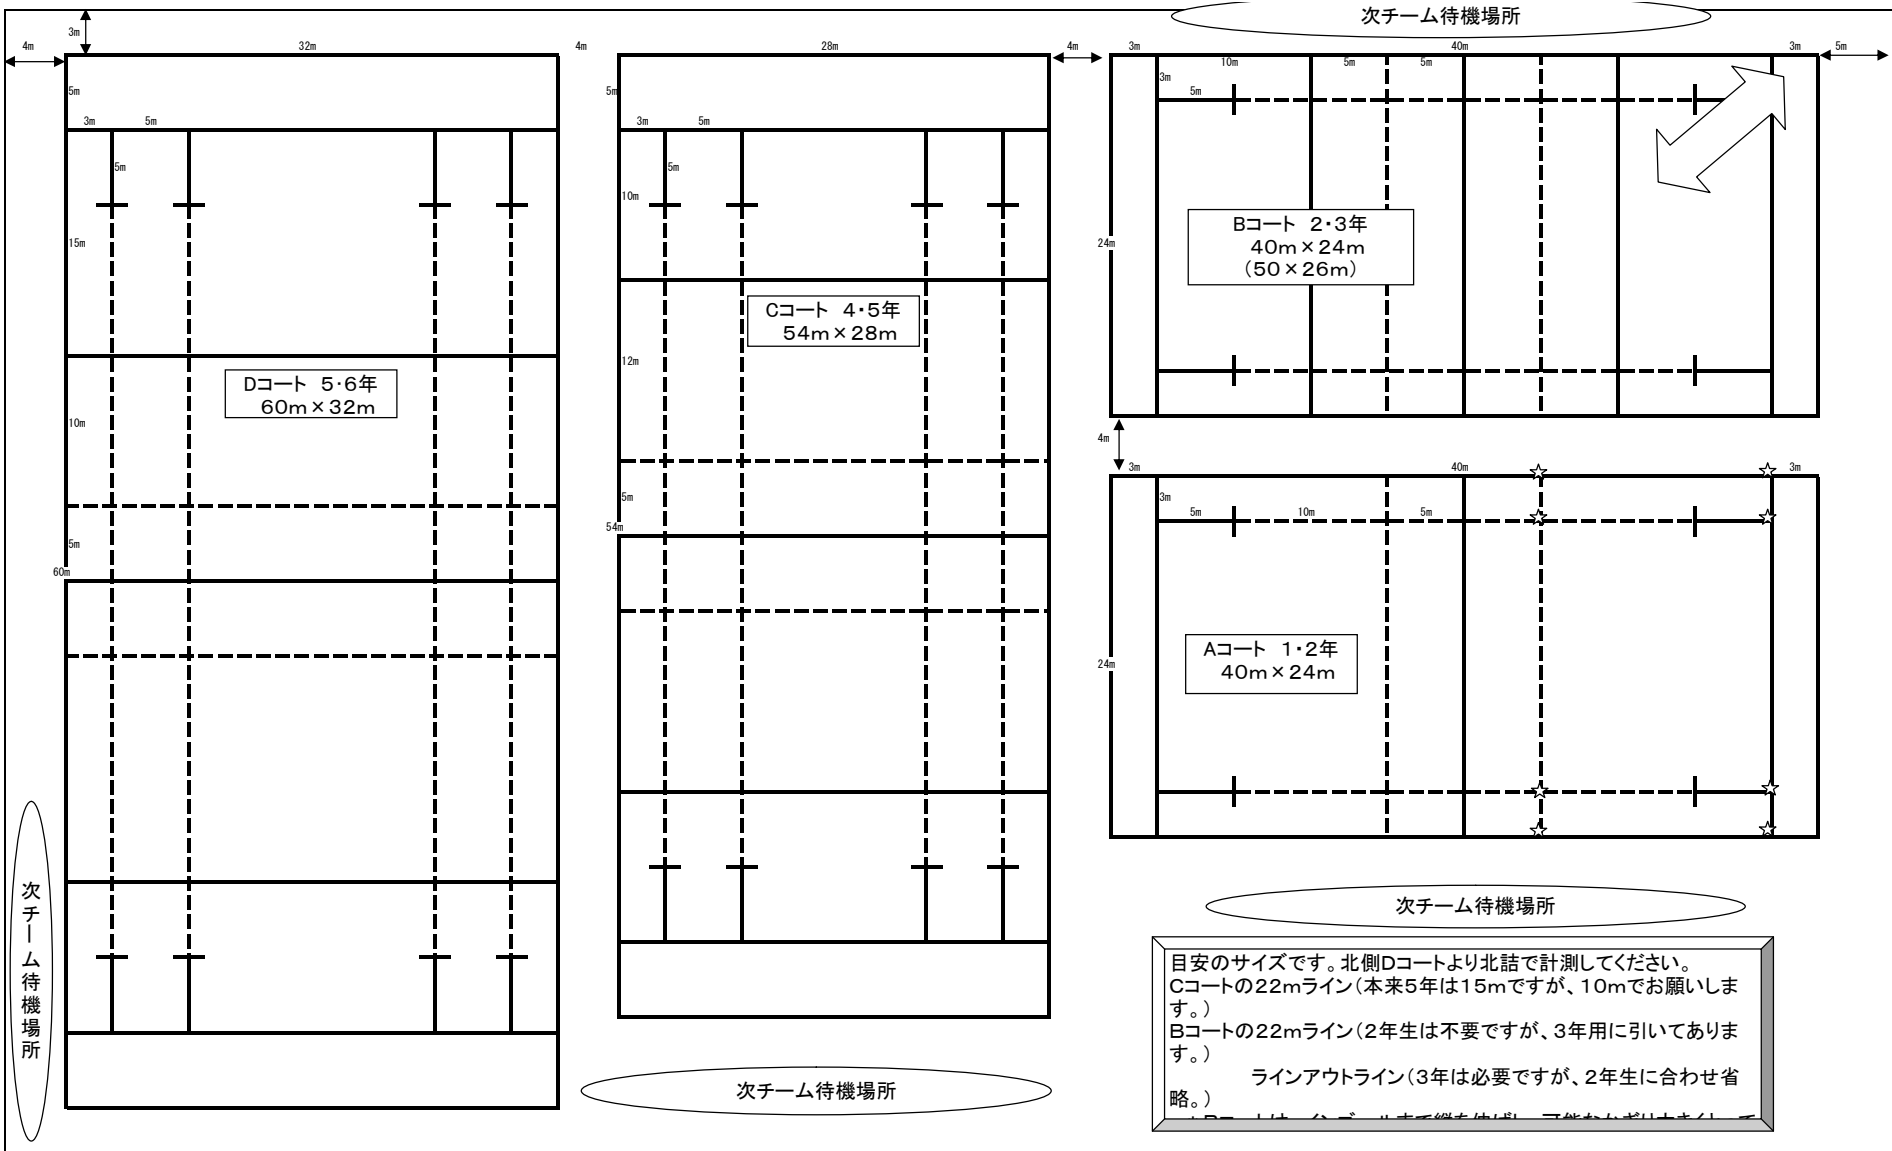 次チーム待機場所
3m
4m
32m
4m
28m
4m
3m
40m
3m
5m
5m
3m
5m
5m
15m
10m
5m
60m
Dコート 5・6年
60m×32m
5m
3m
5m
5m
10m
12m
5m
54m
Cコート 4・5年
54m×28m
10m
5m
5m
3m
5m
24m
Bコート 2・3年
40m×24m
(50×26m)
4m
3m
40m
3m
3m
5m
10m
5m
24m
Aコート 1・2年
40m×24m
次チーム待機場所
次チーム待機場所
次チーム待機場所
目安のサイズです。北側Dコートより北詰で計測してください。
Cコートの22mライン(本来5年は15mですが、10mでお願いしま
す。)
Bコートの22mライン(2年生は不要ですが、3年用に引いてありま
す。)
ラインアウトライン(3年は必要ですが、2年生に合わせ省
略。)